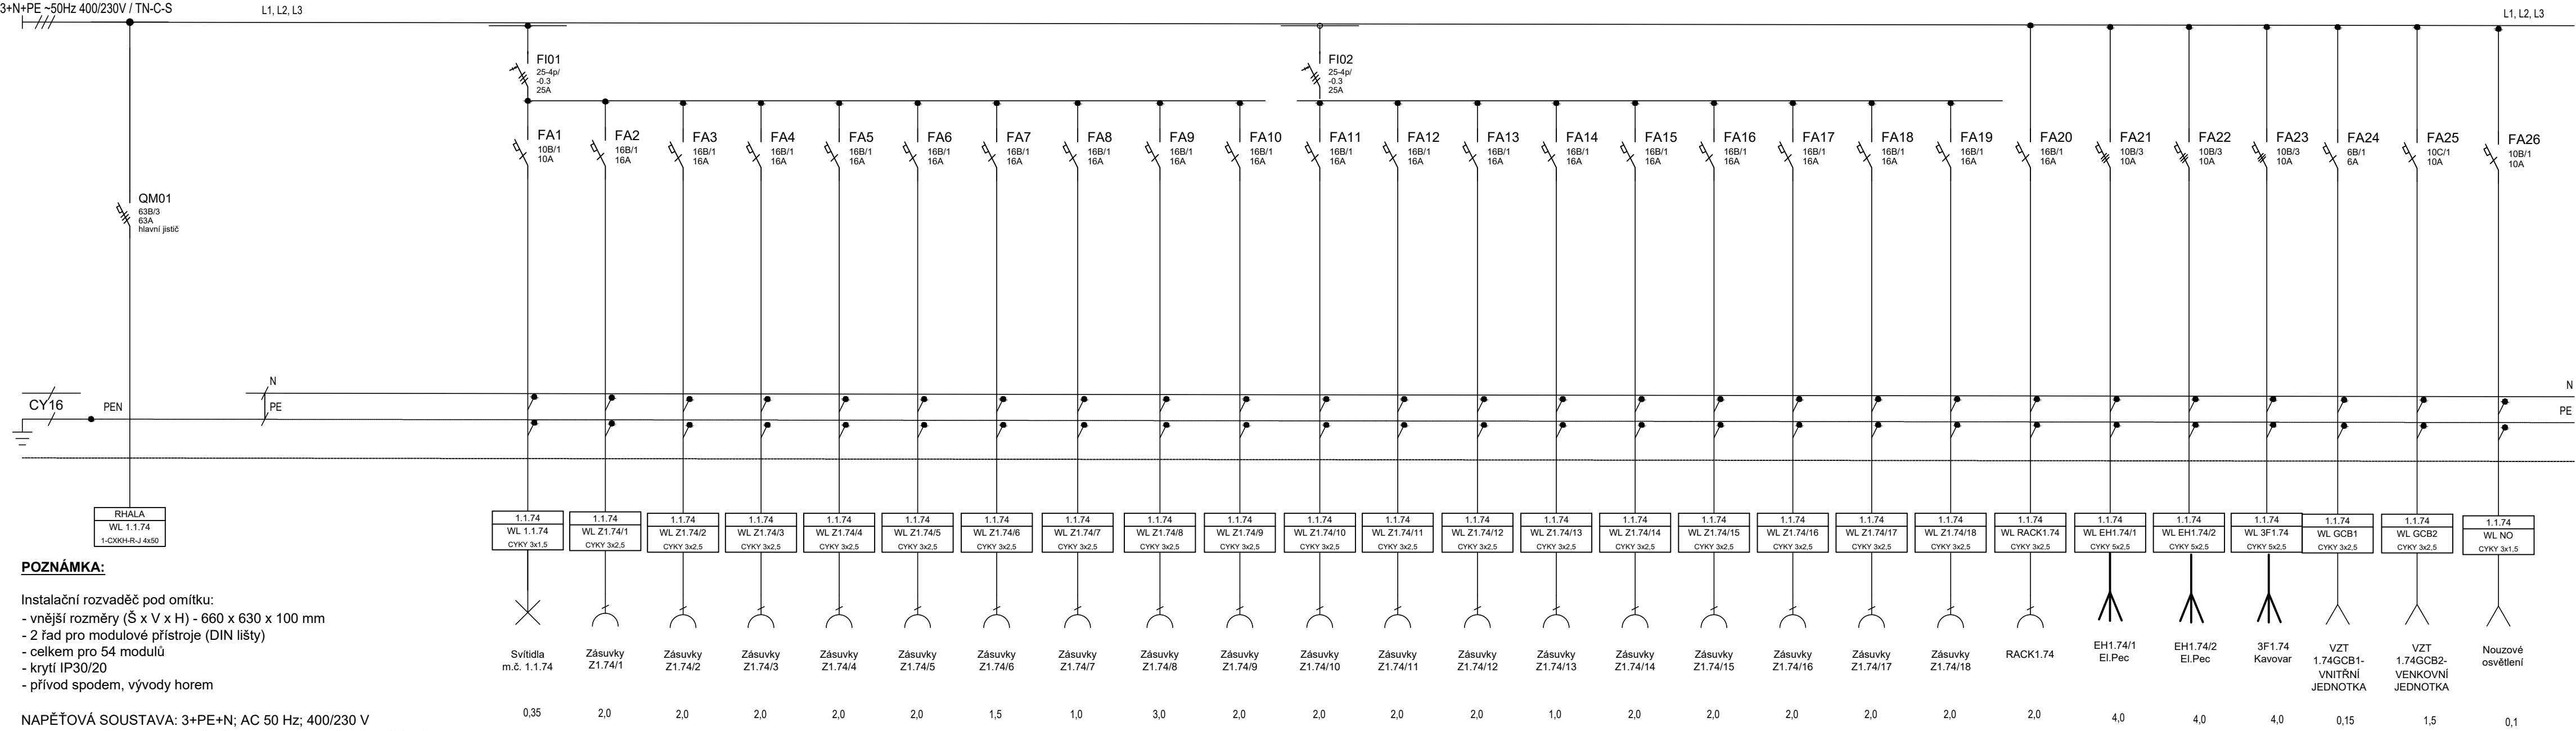 3+N+PE ~50Hz 400/230V / TN-C-S
L1, L2, L3
L1, L2, L3
FI01
25-4p/
-0.3
25A
FI02
25-4p/
-0.3
25A
FA1
10B/1
10A
FA2
16B/1
16A
FA3
16B/1
16A
FA4
16B/1
16A
FA5
16B/1
16A
FA6
16B/1
16A
FA7
16B/1
16A
FA8
16B/1
16A
FA9
16B/1
16A
FA10
16B/1
16A
FA11
16B/1
16A
FA12
16B/1
16A
FA13
16B/1
16A
FA14
16B/1
16A
FA15
16B/1
16A
FA16
16B/1
16A
FA17
16B/1
16A
FA18
16B/1
16A
FA19
16B/1
16A
FA20
16B/1
16A
FA21
10B/3
10A
FA22
10B/3
10A
FA23
10B/3
10A
FA24
6B/1
6A
FA25
10C/1
10A
FA26
10B/1
10A
QM01
63B/3
63A
hlavní jistič
N
N
CY16
PEN
PE
PE
RHALA
WL 1.1.74
1-CXKH-R-J 4x50
1.1.74
WL 1.1.74
CYKY 3x1,5
1.1.74
WL Z1.74/1
CYKY 3x2,5
1.1.74
WL Z1.74/2
CYKY 3x2,5
1.1.74
WL Z1.74/3
CYKY 3x2,5
1.1.74
WL Z1.74/4
CYKY 3x2,5
1.1.74
WL Z1.74/5
CYKY 3x2,5
1.1.74
WL Z1.74/6
CYKY 3x2,5
1.1.74
WL Z1.74/7
CYKY 3x2,5
1.1.74
WL Z1.74/8
CYKY 3x2,5
1.1.74
WL Z1.74/9
CYKY 3x2,5
1.1.74
WL Z1.74/10
CYKY 3x2,5
1.1.74
WL Z1.74/11
CYKY 3x2,5
1.1.74
WL Z1.74/12
CYKY 3x2,5
1.1.74
WL Z1.74/13
CYKY 3x2,5
1.1.74
WL Z1.74/14
CYKY 3x2,5
1.1.74
WL Z1.74/15
CYKY 3x2,5
1.1.74
WL Z1.74/16
CYKY 3x2,5
1.1.74
WL Z1.74/17
CYKY 3x2,5
1.1.74
WL Z1.74/18
CYKY 3x2,5
1.1.74
WL RACK1.74
CYKY 3x2,5
1.1.74
WL EH1.74/1
CYKY 5x2,5
1.1.74
WL EH1.74/2
CYKY 5x2,5
1.1.74
WL 3F1.74
CYKY 5x2,5
1.1.74
WL GCB1
CYKY 3x2,5
1.1.74
WL GCB2
CYKY 3x2,5
1.1.74
WL NO
CYKY 3x1,5
POZNÁMKA:
Instalační rozvaděč pod omítku:
- vnější rozměry (Š x V x H) - 660 x 630 x 100 mm
- 2 řad pro modulové přístroje (DIN lišty)
- celkem pro 54 modulů
- krytí IP30/20
- přívod spodem, vývody horem
NAPĚŤOVÁ SOUSTAVA: 3+PE+N; AC 50 Hz; 400/230 V
Svítidla
m.č. 1.1.74
Zásuvky
Z1.74/1
Zásuvky
Z1.74/2
Zásuvky
Z1.74/3
Zásuvky
Z1.74/4
Zásuvky
Z1.74/5
Zásuvky
Z1.74/6
Zásuvky
Z1.74/7
Zásuvky
Z1.74/8
Zásuvky
Z1.74/9
Zásuvky
Z1.74/10
Zásuvky
Z1.74/11
Zásuvky
Z1.74/12
Zásuvky
Z1.74/13
Zásuvky
Z1.74/14
Zásuvky
Z1.74/15
Zásuvky
Z1.74/16
Zásuvky
Z1.74/17
Zásuvky
Z1.74/18
RACK1.74
EH1.74/1
El.Pec
EH1.74/2
El.Pec
3F1.74
Kavovar
VZT
1.74GCB1-
VNITŘNÍ
JEDNOTKA
VZT
1.74GCB2-
VENKOVNÍ
JEDNOTKA
Nouzové
osvětlení
0,35
2,0
2,0
2,0
2,0
2,0
1,5
1,0
3,0
2,0
2,0
2,0
2,0
1,0
2,0
2,0
2,0
2,0
2,0
2,0
4,0
4,0
4,0
0,15
1,5
0,1